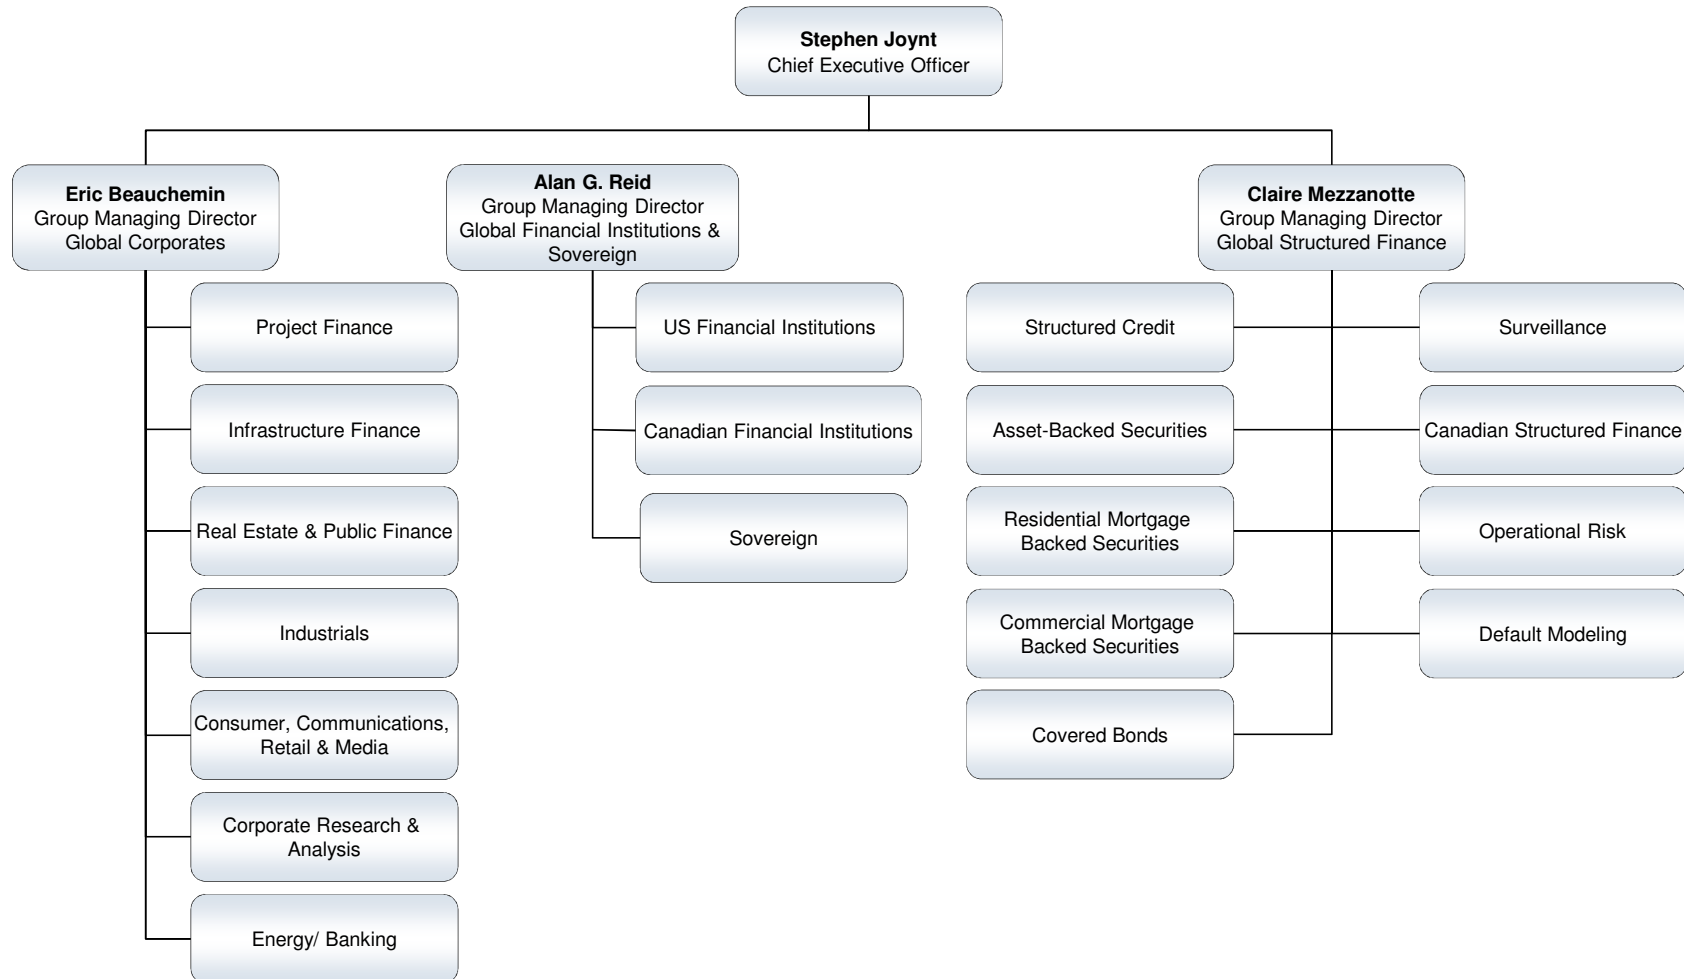 Stephen Joynt
Chief Executive Officer
Eric Beauchemin
Group Managing Director
Global Corporates
Alan G. Reid
Group Managing Director
Global Financial Institutions &
Sovereign
Claire Mezzanotte
Group Managing Director
Global Structured Finance
Project Finance
Infrastructure Finance
Real Estate & Public Finance
Industrials
Consumer, Communications,
Retail & Media
Corporate Research &
Analysis
Energy/ Banking
US Financial Institutions
Canadian Financial Institutions
Sovereign
Structured Credit
Asset-Backed Securities
Residential Mortgage
Backed Securities
Commercial Mortgage
Backed Securities
Covered Bonds
Surveillance
Canadian Structured Finance
Operational Risk
Default Modeling